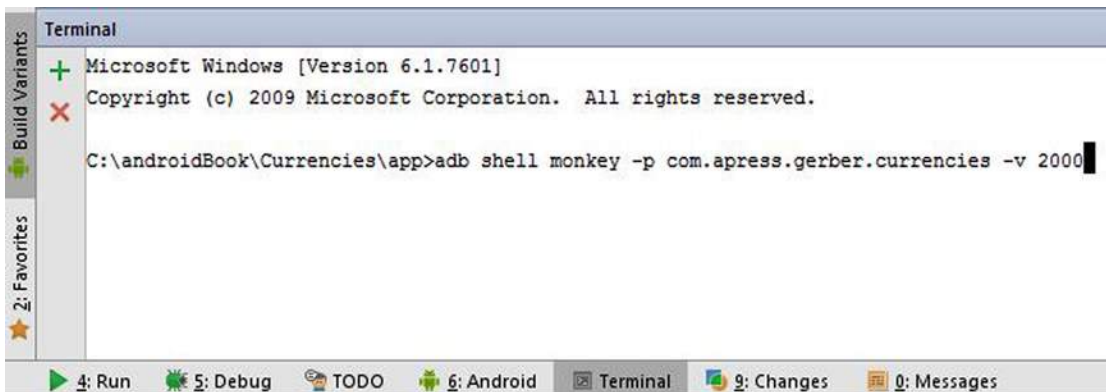 Terminal
Microsoft Windows [Version 6.1.7601]
Copyright (c) 2009 Microsoft Corporation.  All rights reserved.
C:\androidBook\Currencies\app>adb shell monkey -p com.apress.gerber.currencies -v 2000
Build Variants
2: Favorites
4: Run
5: Debug
TODO
6: Android
Terminal
9: Changes
0: Messages